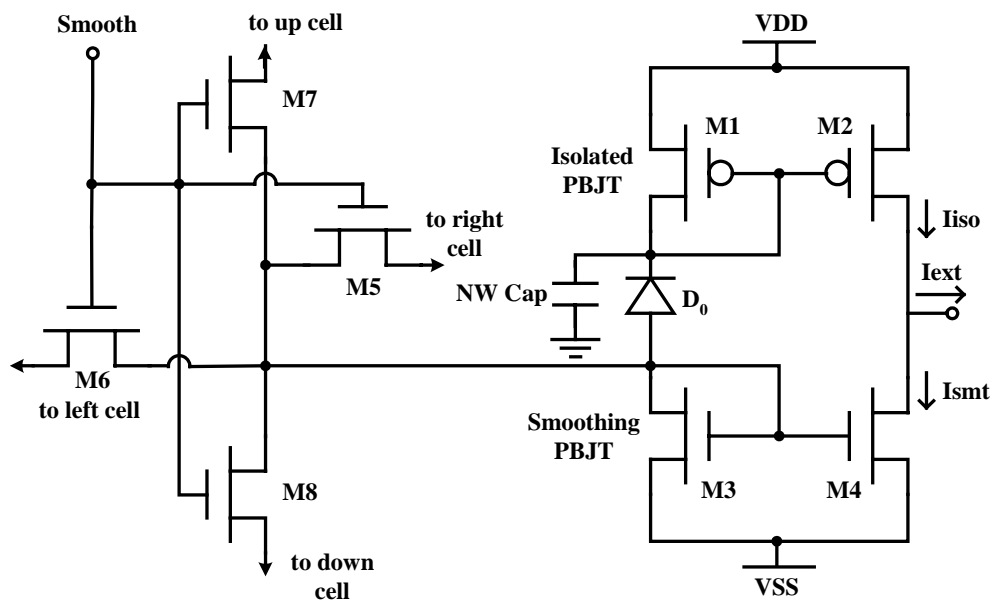 Smooth
to up cell
M7
to right
cell
M5
M6
to left cell
M8
to down
cell
VDD
M1
M2
Isolated
PBJT
Iiso
NW Cap
D0
Iext
Smoothing
PBJT
Ismt
M3
M4
VSS